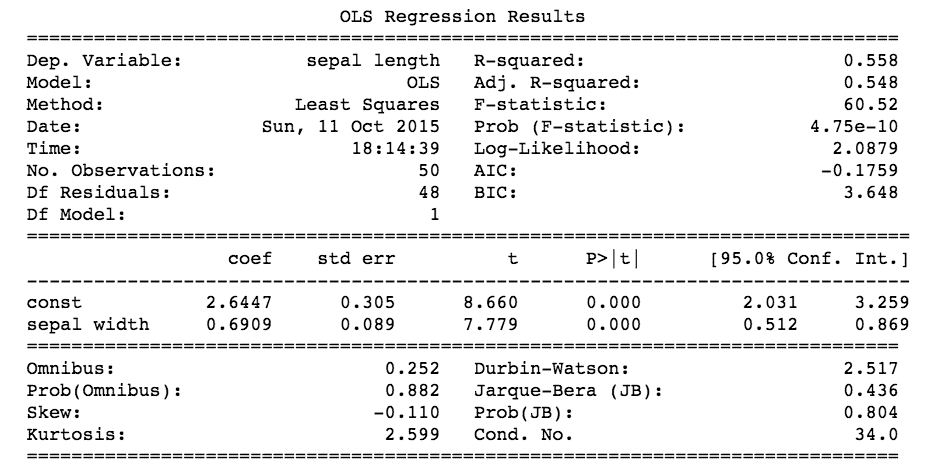 OLS Regression Results
==============================================================================
Dep. Variable: sepal length R-squared: 0.558
Model: OLS Adj. R-squared: 0.548
Method: Least Squares F-statistic: 60.52
Date: Sun, 11 Oct 2015 Prob (F-statistic): 4.75e-10
Time: 18:14:39 Log-Likelihood: 2.0879
No. Observations: 50 AIC: -0.1759
Df Residuals: 48 BIC: 3.648
Df Model: 1
===============================================================================
coef std err t P>|t| [95.0% Conf. Int.]
-------------------------------------------------------------------------------
const 2.6447 0.305 8.660 0.000 2.031 3.259
sepal width 0.6909 0.089 7.779 0.000 0.512 0.869
==============================================================================
Omnibus: 0.252 Durbin-Watson: 2.517
Prob(Omnibus): 0.882 Jarque-Bera (JB): 0.436
Skew: -0.110 Prob(JB): 0.804
Kurtosis: 2.599 Cond. No. 34.0
==============================================================================